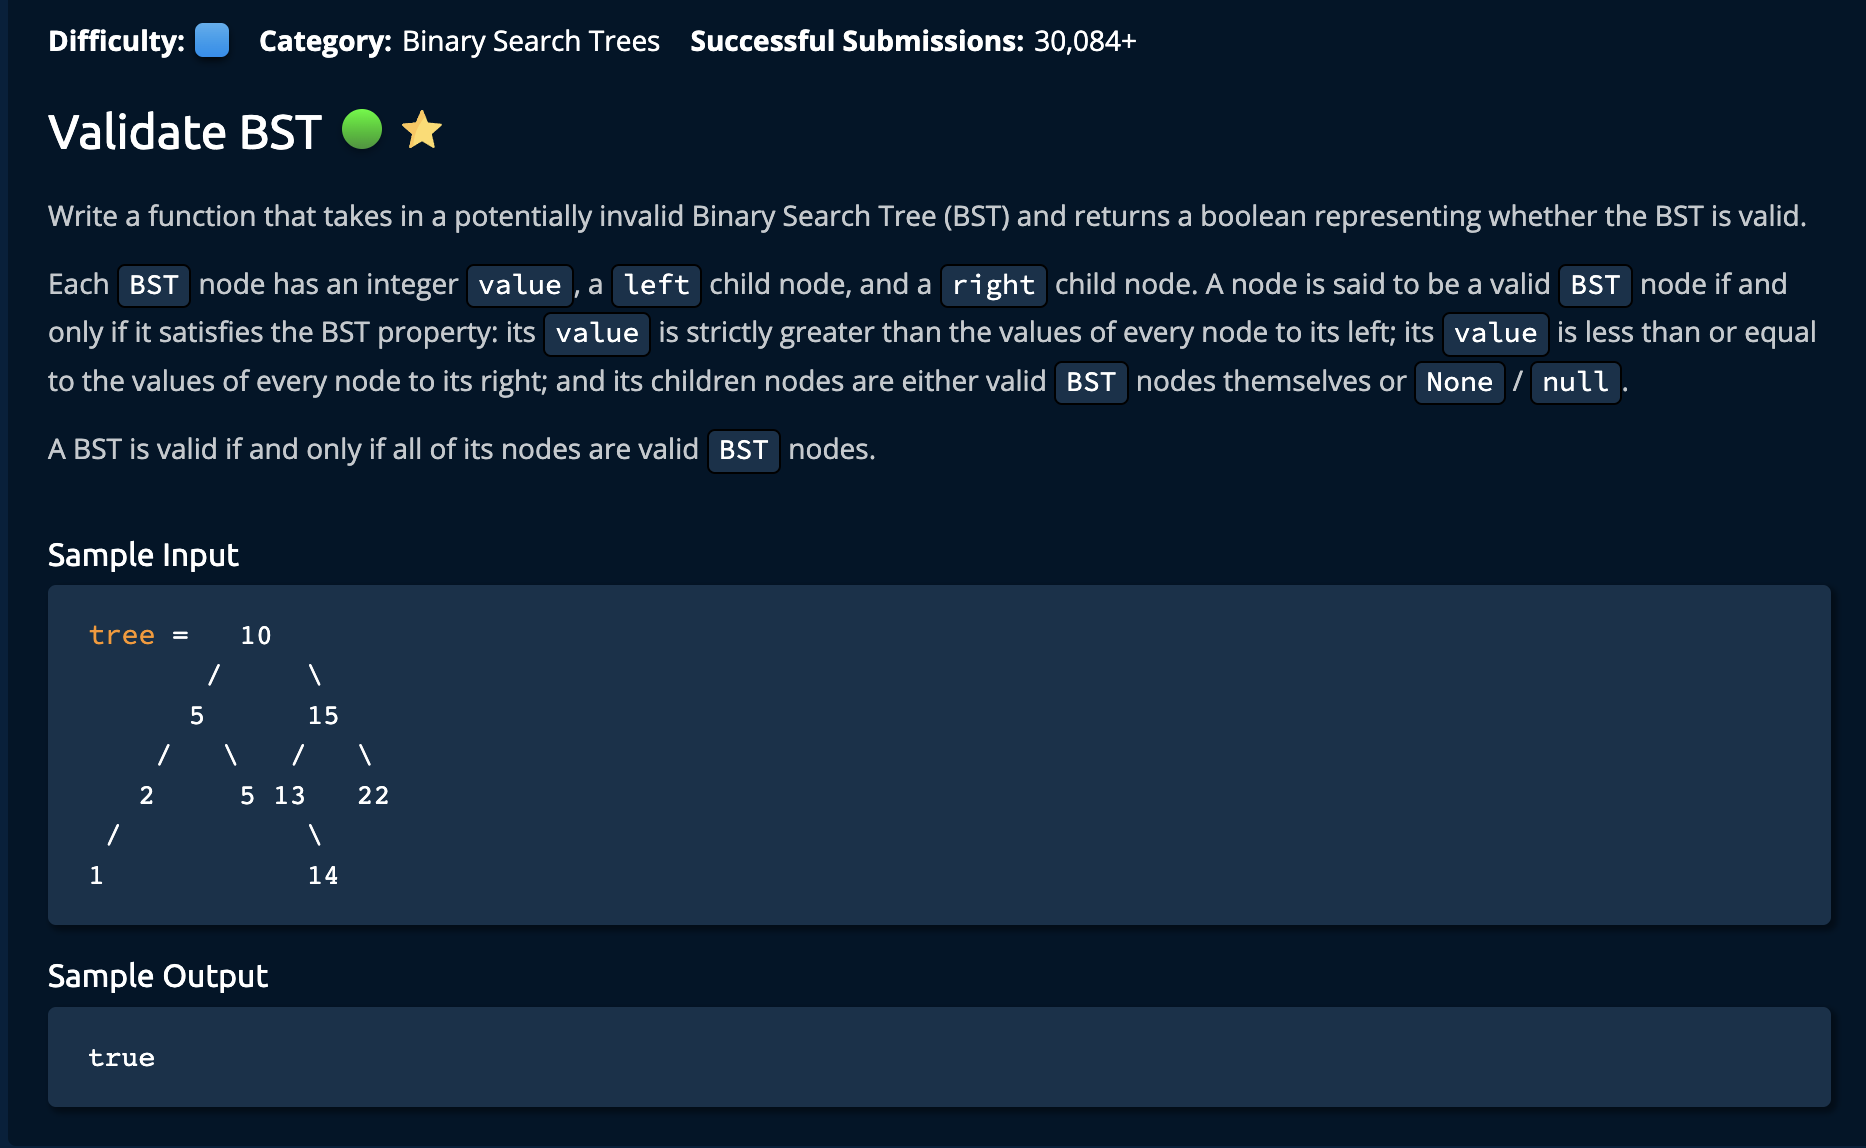 Difficulty: Category: Binary Search Trees Successful Submissions: 30,084+
Validate BST
Write a function that takes in a potentially invalid Binary Search Tree (BST) and returns a boolean representing whether the BST is valid.
Each BST node has an integer value, a left child node, and a right child node. A node is said to be a valid BST node if and
only if it satisfies the BST property: its value is strictly greater than the values of every node to its left; its value is less than or equal
to the values of every node to its right; and its children nodes are either valid BST nodes themselves or None / null.
A BST is valid if and only if all of its nodes are valid BST nodes.
Sample Input
tree =   10
       /     \
      5      15
    /   \   /   \
   2     5 13   22
 /           \
1            14
Sample Output
true